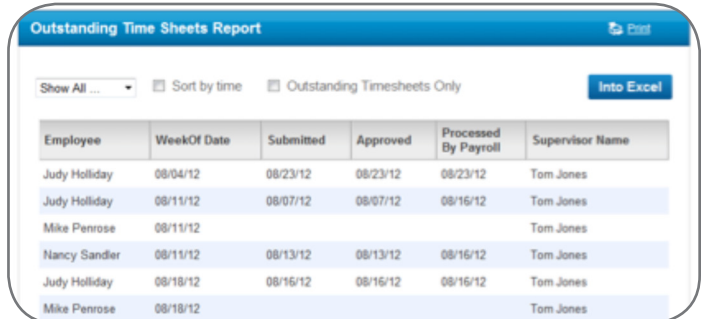 Outstanding Time Sheets Report Print
Show All ... Sort by time Outstanding Timesheets Only Into Excel
Employee WeekOf Date Submitted Approved Processed By Payroll Supervisor Name
Judy Holliday 08/04/12 08/23/12 08/23/12 08/23/12 Tom Jones
Judy Holliday 08/11/12 08/07/12 08/07/12 08/16/12 Tom Jones
Mike Penrose 08/11/12 Tom Jones
Nancy Sandler 08/11/12 08/13/12 08/13/12 08/16/12 Tom Jones
Judy Holliday 08/18/12 08/16/12 08/16/12 08/16/12 Tom Jones
Mike Penrose 08/18/12 Tom Jones